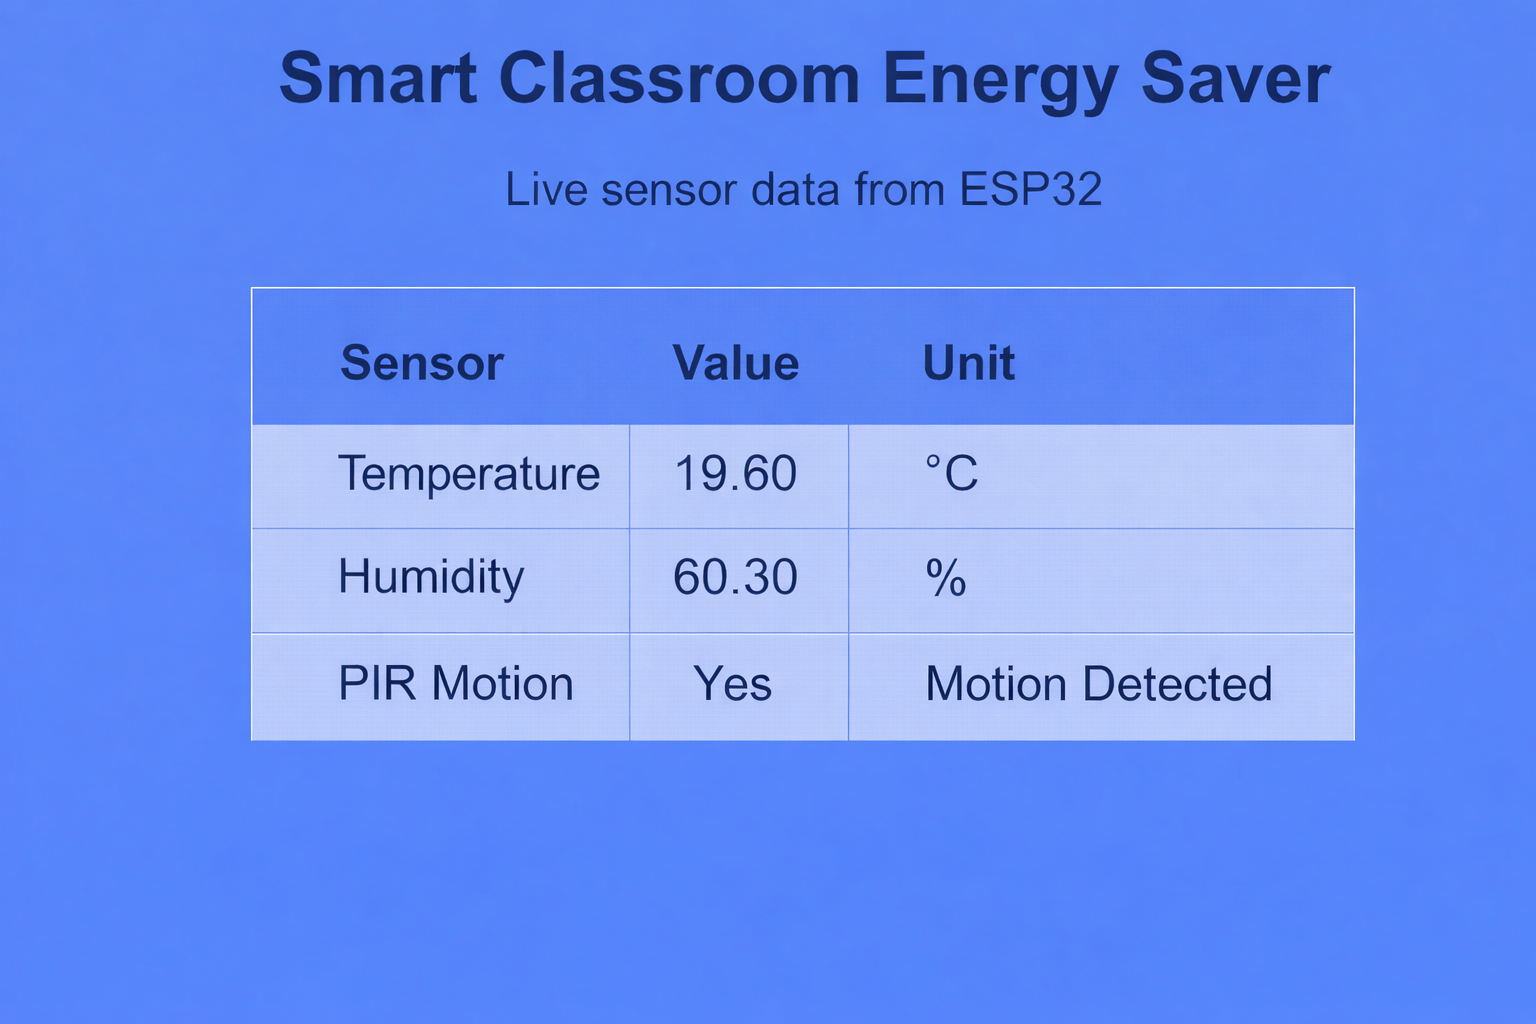 Smart Classroom Energy Saver
Live sensor data from ESP32
Sensor Value Unit
Temperature 19.60 °C
Humidity 60.30 %
PIR Motion Yes Motion Detected